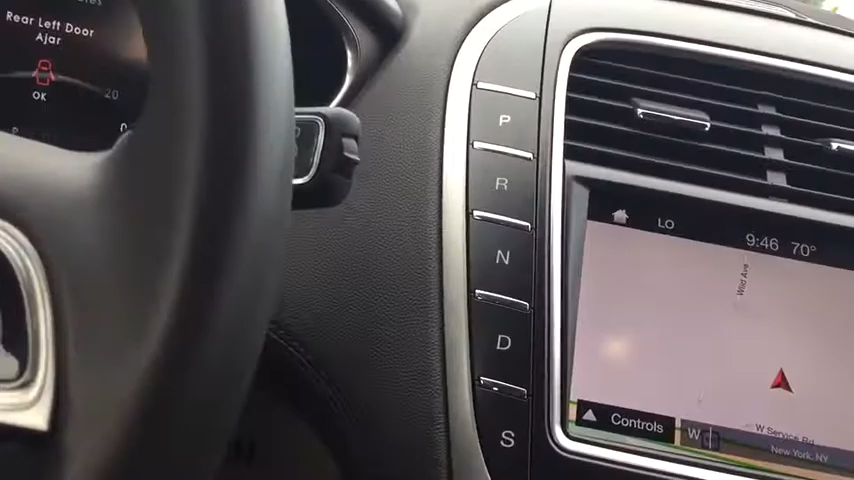 Rear Left Door
Ajar
OK
20
P
R
N
D
S
LO
9:46
70°
Wild Ave
Controls
W
W Service Rd
New York, NY